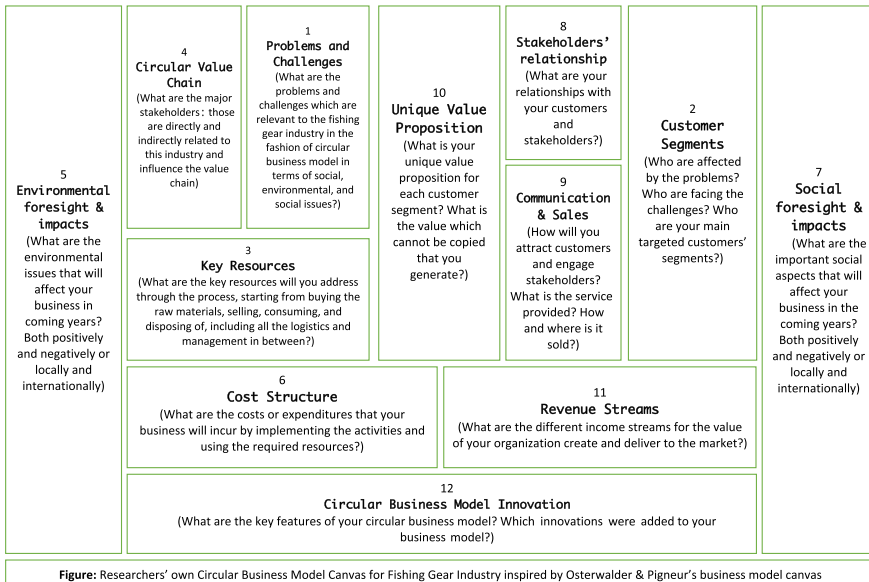 5
Environmental
foresight &
impacts
(What are the
environmental
issues that will
affect your
business in
coming years?
Both positively
and negatively or
locally and
internationally)
4
Circular Value
Chain
(What are the major
stakeholders: those
are directly and
indirectly related to
this industry and
influence the value
chain)
1
Problems and
Challenges
(What are the
problems and
challenges which are
relevant to the fishing
gear industry in the
fashion of circular
business model in
terms of social,
environmental, and
social issues?)
3
Key Resources
(What are the key resources will you address
through the process, starting from buying the
raw materials, selling, consuming, and
disposing of, including all the logistics and
management in between?)
10
Unique Value
Proposition
(What is your
unique value
proposition for
each customer
segment? What is
the value which
cannot be copied
that you
generate?)
8
Stakeholders’
relationship
(What are your
relationships with
your customers
and
stakeholders?)
9
Communication
& Sales
(How will you
attract customers
and engage
stakeholders?
What is the service
provided? How
and where is it
sold?)
2
Customer
Segments
(Who are affected
by the problems?
Who are facing the
challenges? Who
are your main
targeted customers’
segments?)
7
Social
foresight &
impacts
(What are the
important social
aspects that will
affect your
business in the
coming years?
Both positively
and negatively or
locally and
internationally)
6
Cost Structure
(What are the costs or expenditures that your
business will incur by implementing the activities and
using the required resources?)
11
Revenue Streams
(What are the different income streams for the value
of your organization create and deliver to the market?)
12
Circular Business Model Innovation
(What are the key features of your circular business model? Which innovations were added to your
business model?)
Figure: Researchers’ own Circular Business Model Canvas for Fishing Gear Industry inspired by Osterwalder & Pigneur’s business model canvas